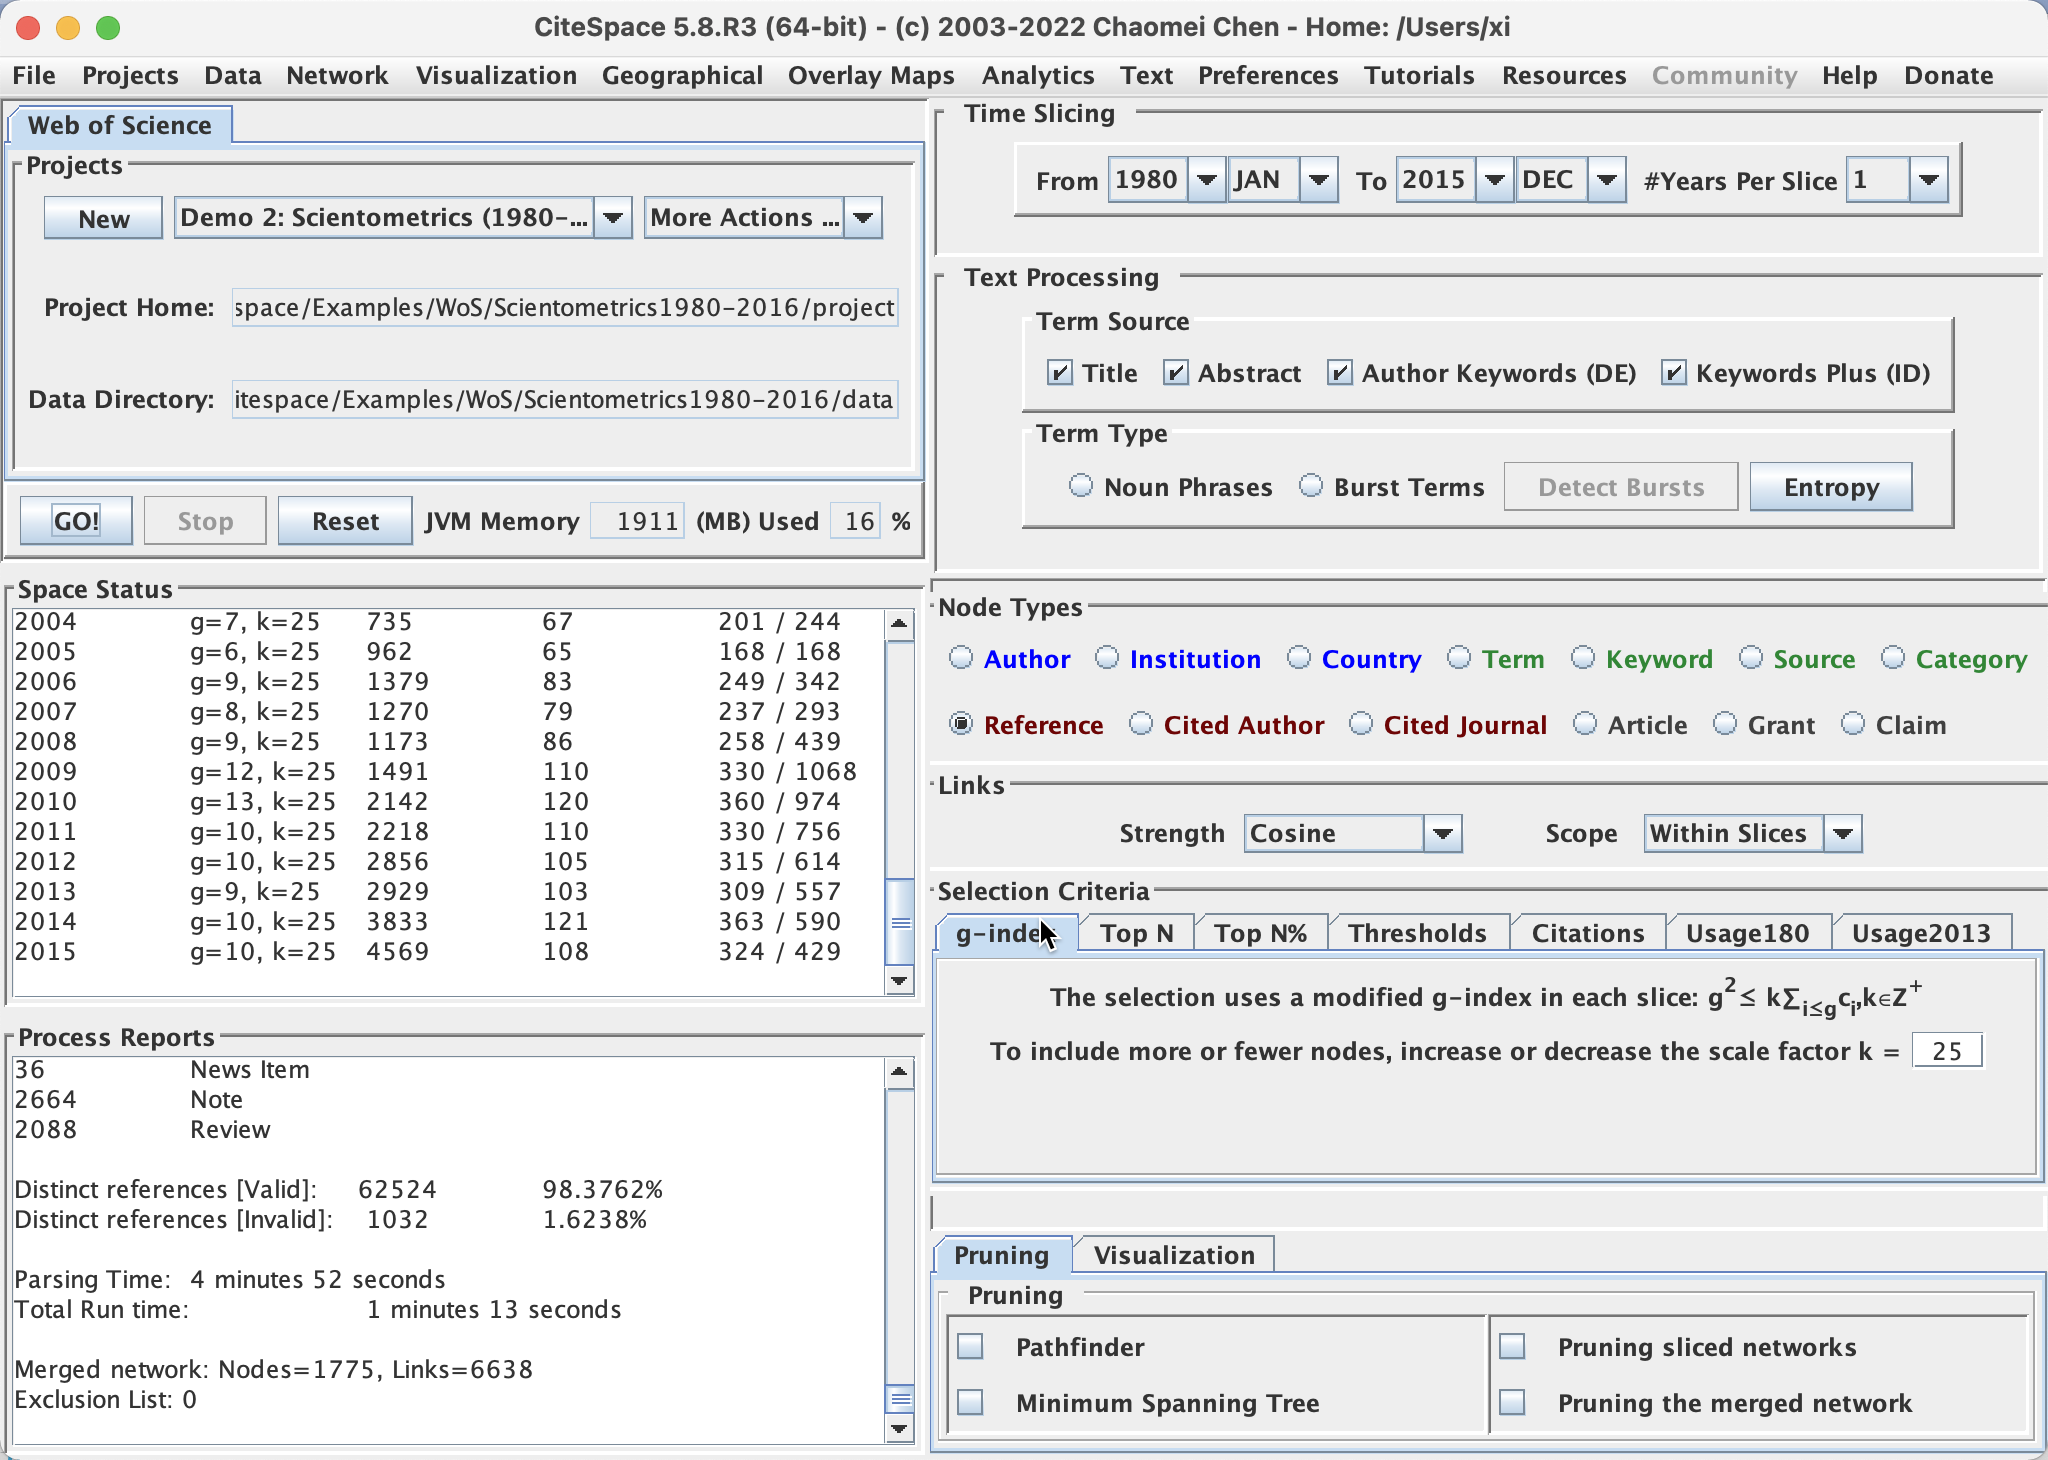 CiteSpace 5.8.R3 (64-bit) - (c) 2003-2022 Chaomei Chen - Home: /Users/xi
File Projects Data Network Visualization Geographical Overlay Maps Analytics Text Preferences Tutorials Resources Community Help Donate
Web of Science
Projects
New Demo 2: Scientometrics (1980-... More Actions ...
Project Home: space/Examples/WoS/Scientometrics1980-2016/project
Data Directory: itespace/Examples/WoS/Scientometrics1980-2016/data
GO! Stop Reset JVM Memory 1911 (MB) Used 16 %
Space Status
2004 g=7, k=25 735 67 201 / 244
2005 g=6, k=25 962 65 168 / 168
2006 g=9, k=25 1379 83 249 / 342
2007 g=8, k=25 1270 79 237 / 293
2008 g=9, k=25 1173 86 258 / 439
2009 g=12, k=25 1491 110 330 / 1068
2010 g=13, k=25 2142 120 360 / 974
2011 g=10, k=25 2218 110 330 / 756
2012 g=10, k=25 2856 105 315 / 614
2013 g=9, k=25 2929 103 309 / 557
2014 g=10, k=25 3833 121 363 / 590
2015 g=10, k=25 4569 108 324 / 429
Process Reports
36 News Item
2664 Note
2088 Review
Distinct references [Valid]: 62524 98.3762%
Distinct references [Invalid]: 1032 1.6238%
Parsing Time: 4 minutes 52 seconds
Total Run time: 1 minutes 13 seconds
Merged network: Nodes=1775, Links=6638
Exclusion List: 0
Time Slicing
From 1980 JAN To 2015 DEC #Years Per Slice 1
Text Processing
Term Source
Title Abstract Author Keywords (DE) Keywords Plus (ID)
Term Type
Noun Phrases Burst Terms Detect Bursts Entropy
Node Types
Author Institution Country Term Keyword Source Category
Reference Cited Author Cited Journal Article Grant Claim
Links
Strength Cosine Scope Within Slices
Selection Criteria
g-index Top N Top N% Thresholds Citations Usage180 Usage2013
The selection uses a modified g-index in each slice: g² ≤ kΣi≤gci,k∈Z⁺
To include more or fewer nodes, increase or decrease the scale factor k = 25
Pruning Visualization
Pruning
Pathfinder Pruning sliced networks
Minimum Spanning Tree Pruning the merged network